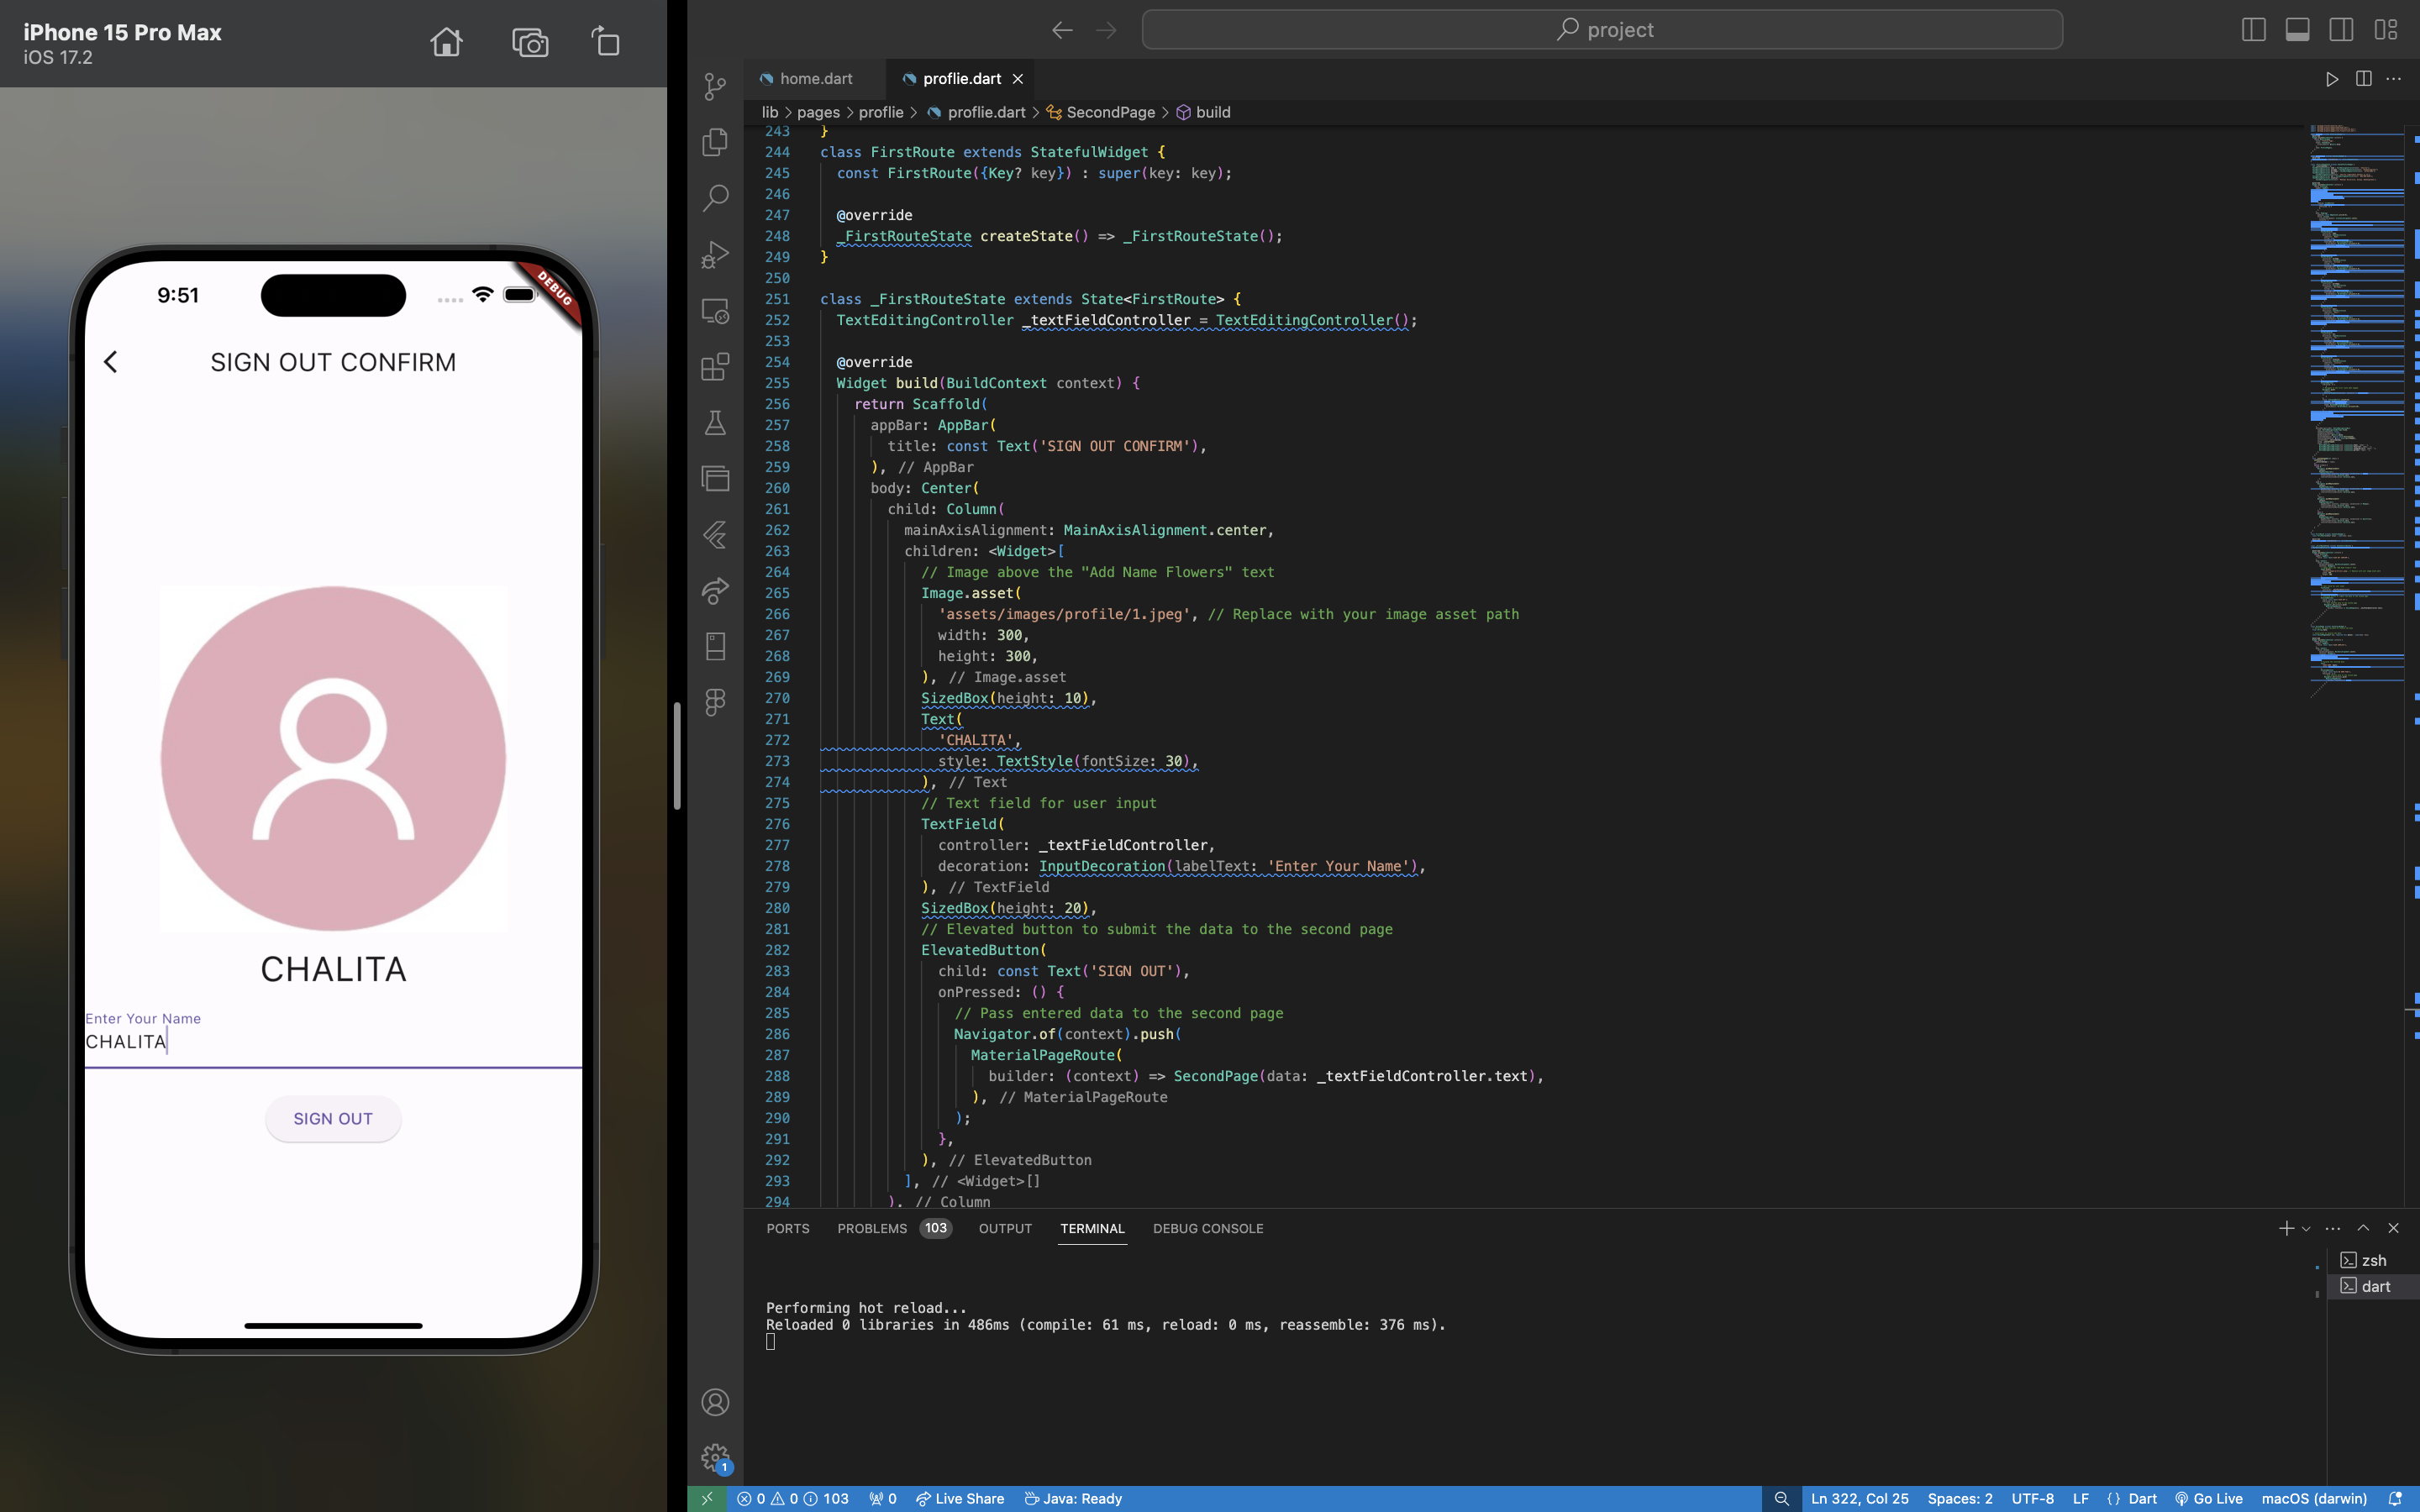 iPhone 15 Pro Max
iOS 17.2
9:51
DEBUG
SIGN OUT CONFIRM
CHALITA
Enter Your Name
CHALITA
SIGN OUT
project
home.dart
proflie.dart
lib > pages > proflie > proflie.dart > SecondPage > build
243 }
244 class FirstRoute extends StatefulWidget {
245 const FirstRoute({Key? key}) : super(key: key);
246
247 @override
248 _FirstRouteState createState() => _FirstRouteState();
249 }
250
251 class _FirstRouteState extends State<FirstRoute> {
252 TextEditingController _textFieldController = TextEditingController();
253
254 @override
255 Widget build(BuildContext context) {
256 return Scaffold(
257 appBar: AppBar(
258 title: const Text('SIGN OUT CONFIRM'),
259 ), // AppBar
260 body: Center(
261 child: Column(
262 mainAxisAlignment: MainAxisAlignment.center,
263 children: <Widget>[
264 // Image above the "Add Name Flowers" text
265 Image.asset(
266 'assets/images/profile/1.jpeg', // Replace with your image asset path
267 width: 300,
268 height: 300,
269 ), // Image.asset
270 SizedBox(height: 10),
271 Text(
272 'CHALITA',
273 style: TextStyle(fontSize: 30),
274 ), // Text
275 // Text field for user input
276 TextField(
277 controller: _textFieldController,
278 decoration: InputDecoration(labelText: 'Enter Your Name'),
279 ), // TextField
280 SizedBox(height: 20),
281 // Elevated button to submit the data to the second page
282 ElevatedButton(
283 child: const Text('SIGN OUT'),
284 onPressed: () {
285 // Pass entered data to the second page
286 Navigator.of(context).push(
287 MaterialPageRoute(
288 builder: (context) => SecondPage(data: _textFieldController.text),
289 ), // MaterialPageRoute
290 );
291 },
292 ), // ElevatedButton
293 ], // <Widget>[]
294 ), // Column
PORTS PROBLEMS 103 OUTPUT TERMINAL DEBUG CONSOLE
zsh
dart
Performing hot reload...
Reloaded 0 libraries in 486ms (compile: 61 ms, reload: 0 ms, reassemble: 376 ms).
1
0 0 103 0 Live Share Java: Ready Ln 322, Col 25 Spaces: 2 UTF-8 LF {} Dart Go Live macOS (darwin)